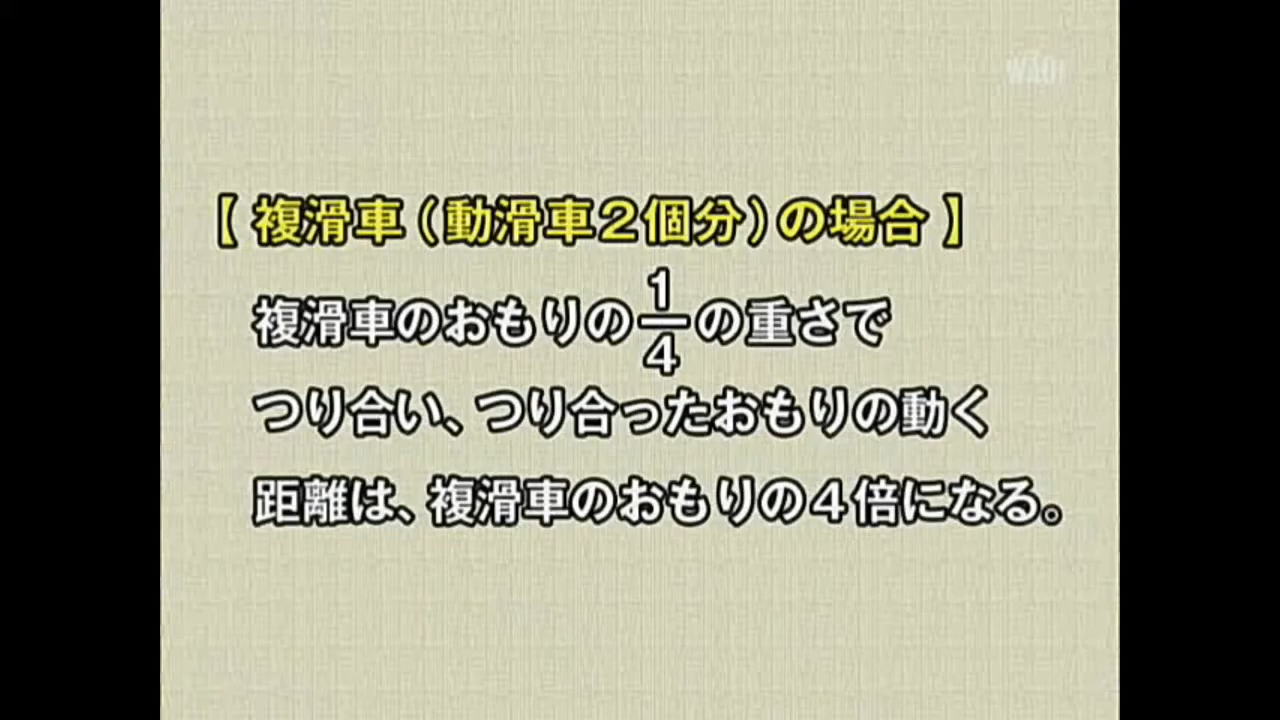 WAO!
【 複滑車(動滑車2個分)の場合 】
複滑車のおもりの1/4の重さで
つり合い、つり合ったおもりの動く
距離は、複滑車のおもりの4倍になる。